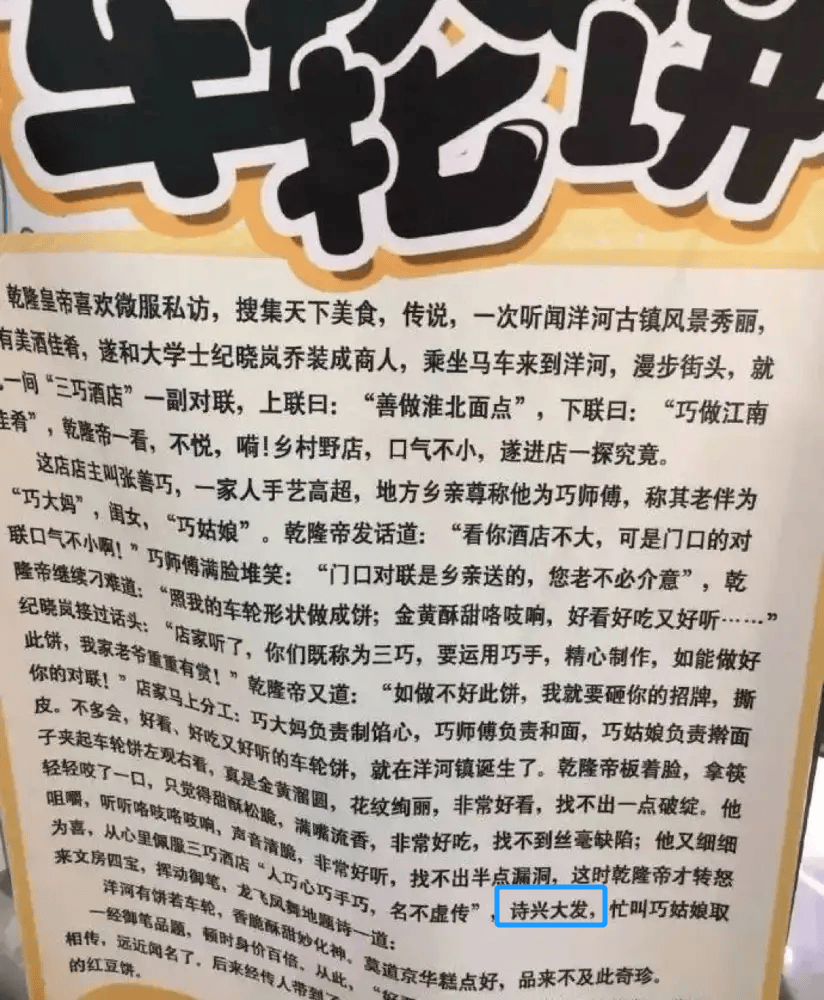 车轮饼
乾隆皇帝喜欢微服私访，搜集天下美食，传说，一次听闻洋河古镇风景秀丽，
有美酒佳肴，遂和大学士纪晓岚乔装成商人，乘坐马车来到洋河，漫步街头，就
一间“三巧酒店”一副对联，上联曰：“善做淮北面点”，下联曰：“巧做江南
佳肴”，乾隆帝一看，不悦，嗬！乡村野店，口气不小，遂进店一探究竟。
这店店主叫张善巧，一家人手艺高超，地方乡亲尊称他为巧师傅，称其老伴为
“巧大妈”，闺女，“巧姑娘”。乾隆帝发话道：“看你酒店不大，可是门口的对
联口气不小啊！”巧师傅满脸堆笑：“门口对联是乡亲送的，您老不必介意”，乾
隆帝继续刁难道：“照我的车轮形状做成饼；金黄酥甜咯吱响，好看好吃又好听……”
纪晓岚接过话头：“店家听了，你们既称为三巧，要运用巧手，精心制作，如能做好
此饼，我家老爷重重有赏！”乾隆帝又道：“如做不好此饼，我就要砸你的招牌，撕
你的对联！”店家马上分工：巧大妈负责制馅心，巧师傅负责和面，巧姑娘负责擀面
皮。不多会，好看、好吃又好听的车轮饼，就在洋河镇诞生了。乾隆帝板着脸，拿筷
子夹起车轮饼左观右看，真是金黄溜圆，花纹绚丽，非常好看，找不出一点破绽。他
轻轻咬了一口，只觉得甜酥松脆，满嘴流香，非常好吃，找不到丝毫缺陷；他又细细
咀嚼，听听咯吱咯吱响，声音清脆，非常好听，找不出半点漏洞，这时乾隆帝才转怒
为喜，从心里佩服三巧酒店“人巧心巧手巧，名不虚传”，诗兴大发，忙叫巧姑娘取
来文房四宝，挥动御笔，龙飞凤舞地题诗一道：
洋河有饼若车轮，香脆酥甜妙化神。莫道京华糕点好，品来不及此奇珍。
一经御笔品题，顿时身价百倍。从此，“好
相传，远近闻名了。后来经传人带到了
的红豆饼。